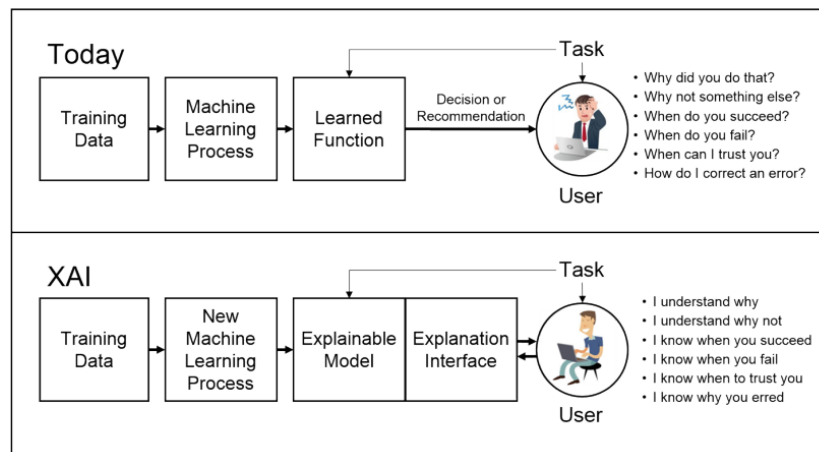 Today
Task
Training
Data
Machine
Learning
Process
Learned
Function
Decision or
Recommendation
User
• Why did you do that?
• Why not something else?
• When do you succeed?
• When do you fail?
• When can I trust you?
• How do I correct an error?
XAI
Task
Training
Data
New
Machine
Learning
Process
Explainable
Model
Explanation
Interface
User
• I understand why
• I understand why not
• I know when you succeed
• I know when you fail
• I know when to trust you
• I know why you erred